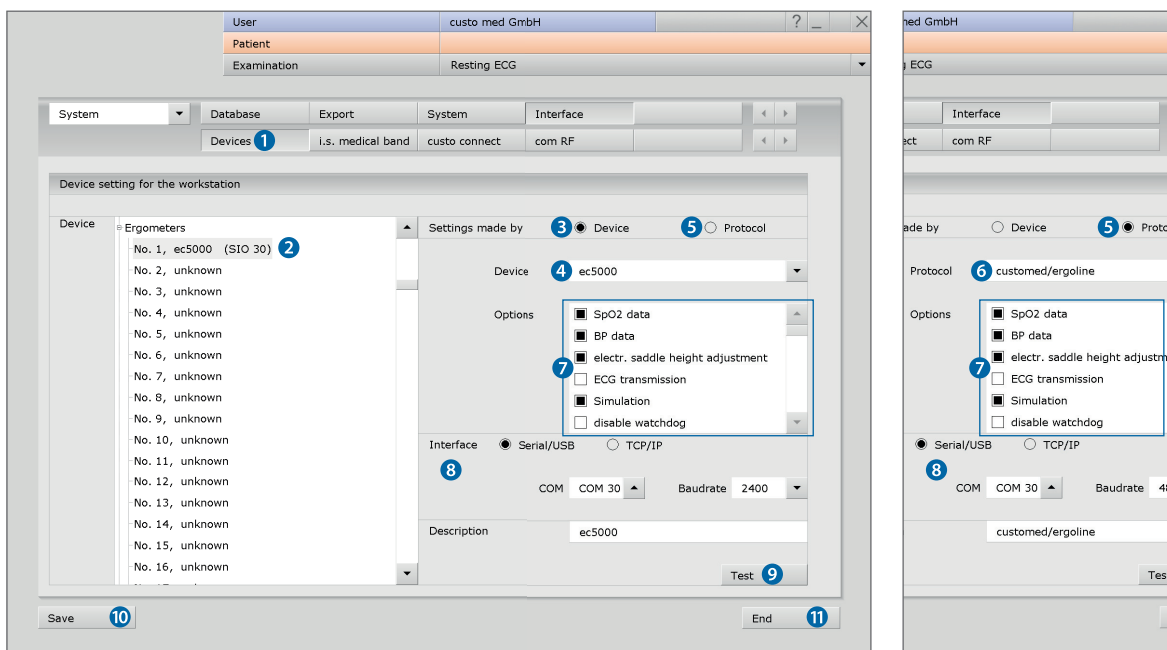 User custo med GmbH ? _ X
Patient
Examination Resting ECG
System Database Export System Interface
Devices 1 i.s. medical band custo connect com RF
Device setting for the workstation
Device Ergometers Settings made by 3 Device 5 Protocol
No. 1, ec5000 (SIO 30) 2
No. 2, unknown Device 4 ec5000
No. 3, unknown
No. 4, unknown Options SpO2 data
No. 5, unknown BP data
No. 6, unknown electr. saddle height adjustment
No. 7, unknown 7 ECG transmission
No. 8, unknown Simulation
No. 9, unknown disable watchdog
No. 10, unknown Interface Serial/USB TCP/IP
No. 11, unknown 8
No. 12, unknown COM COM 30 Baudrate 2400
No. 13, unknown
No. 14, unknown Description ec5000
No. 15, unknown
No. 16, unknown Test 9
Save 10 End 11
med GmbH
ECG
Interface
ect com RF
ade by Device 5 Proto
Protocol 6 customed/ergoline
Options SpO2 data
BP data
electr. saddle height adjustm
7 ECG transmission
Simulation
disable watchdog
Serial/USB TCP/IP
8
COM COM 30 Baudrate 48
customed/ergoline
Tes